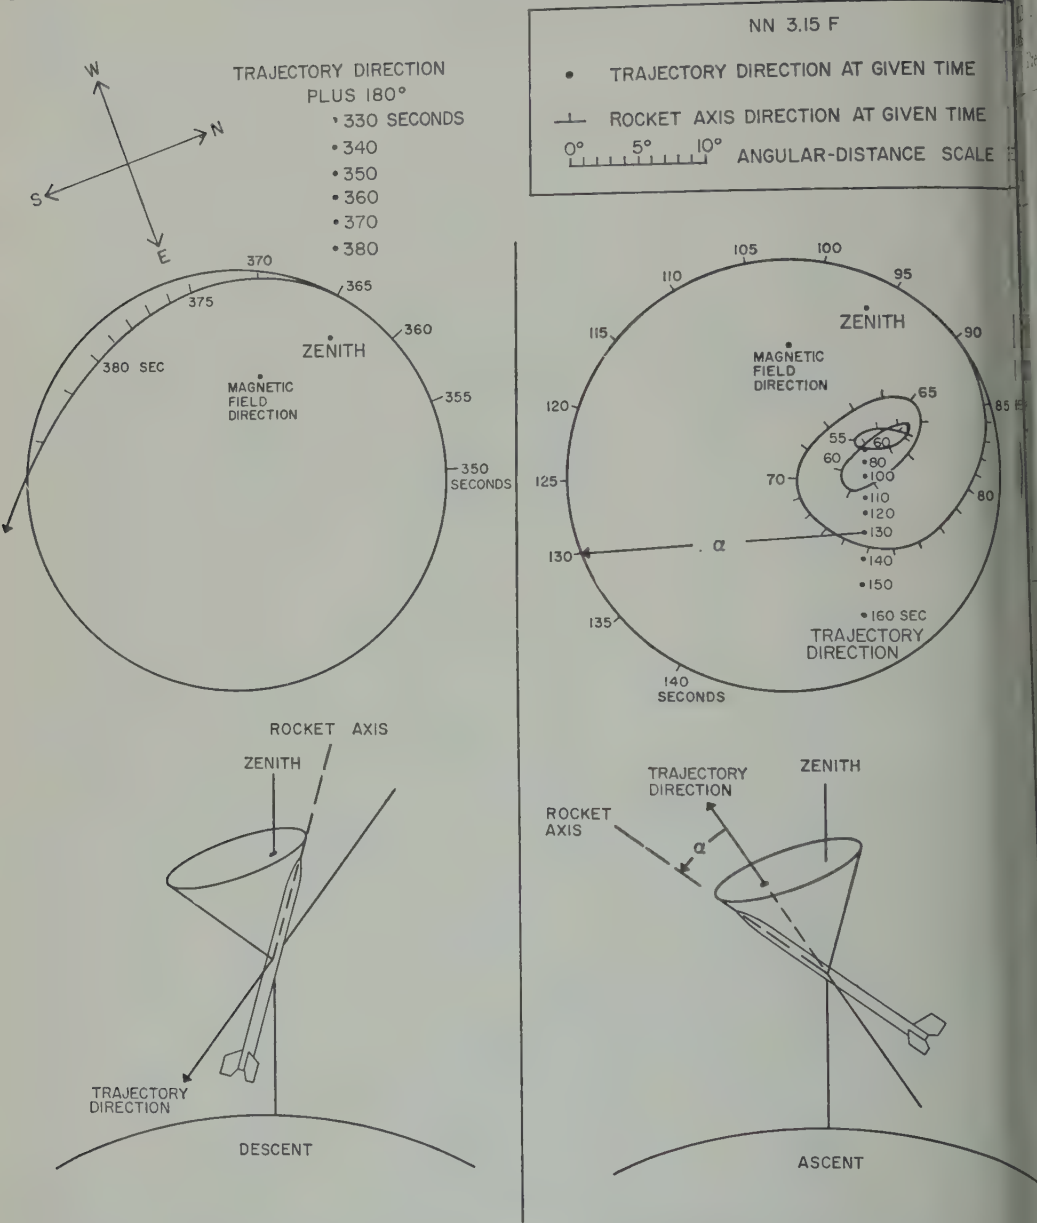 NN 3.15 F
TRAJECTORY DIRECTION AT GIVEN TIME
ROCKET AXIS DIRECTION AT GIVEN TIME
0° 5° 10° ANGULAR-DISTANCE SCALE
W
N
S
E
TRAJECTORY DIRECTION
PLUS 180°
330 SECONDS
340
350
360
370
380
370
365
375
360
ZENITH
380 SEC
MAGNETIC
FIELD
DIRECTION
355
350
SECONDS
105
100
110
95
ZENITH
115
90
MAGNETIC
FIELD
DIRECTION
65
120
85
55
60
60
80
70
100
125
80
110
120
130
α
130
140
150
135
160 SEC
TRAJECTORY
DIRECTION
140
SECONDS
ROCKET AXIS
ZENITH
TRAJECTORY
DIRECTION
DESCENT
TRAJECTORY
DIRECTION
ZENITH
ROCKET
AXIS
α
ASCENT